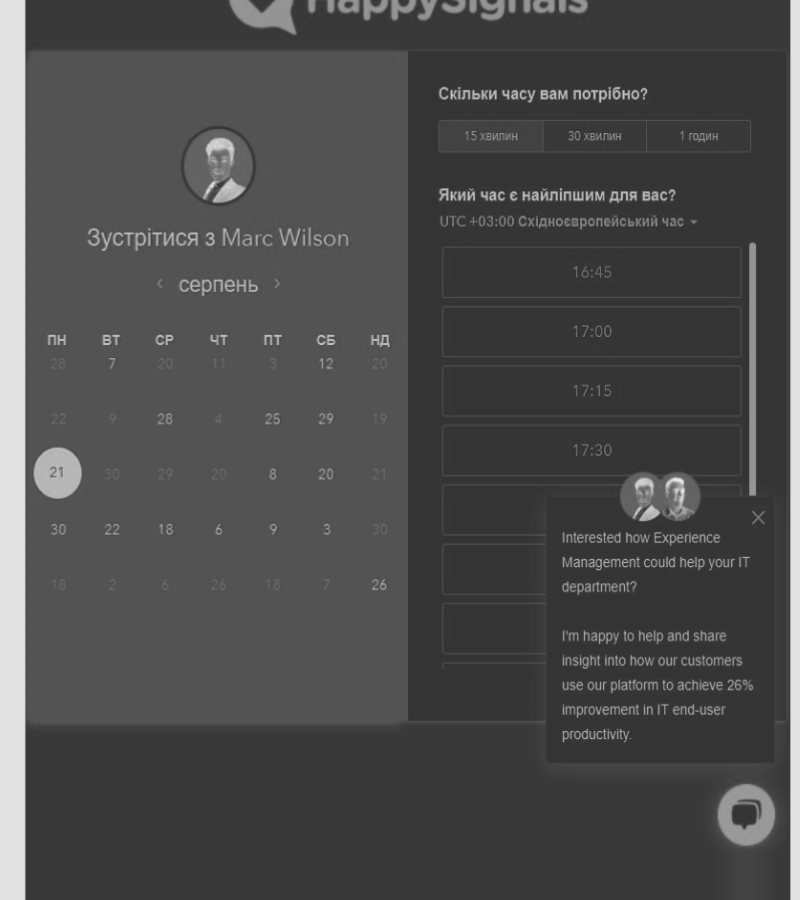 HappySignals
Зустрітися з Marc Wilson
серпень
ПН ВТ СР ЧТ ПТ СБ НД
28 7 20 11 3 12 20
22 9 28 4 25 29 19
21 30 29 20 8 20 21
30 22 18 6 9 3 30
18 2 6 26 18 7 26
Скільки часу вам потрібно?
15 хвилин 30 хвилин 1 годин
Який час є найліпшим для вас?
UTC +03:00 Східноєвропейський час
16:45
17:00
17:15
17:30
Interested how Experience
Management could help your IT
department?
I'm happy to help and share
insight into how our customers
use our platform to achieve 26%
improvement in IT end-user
productivity.